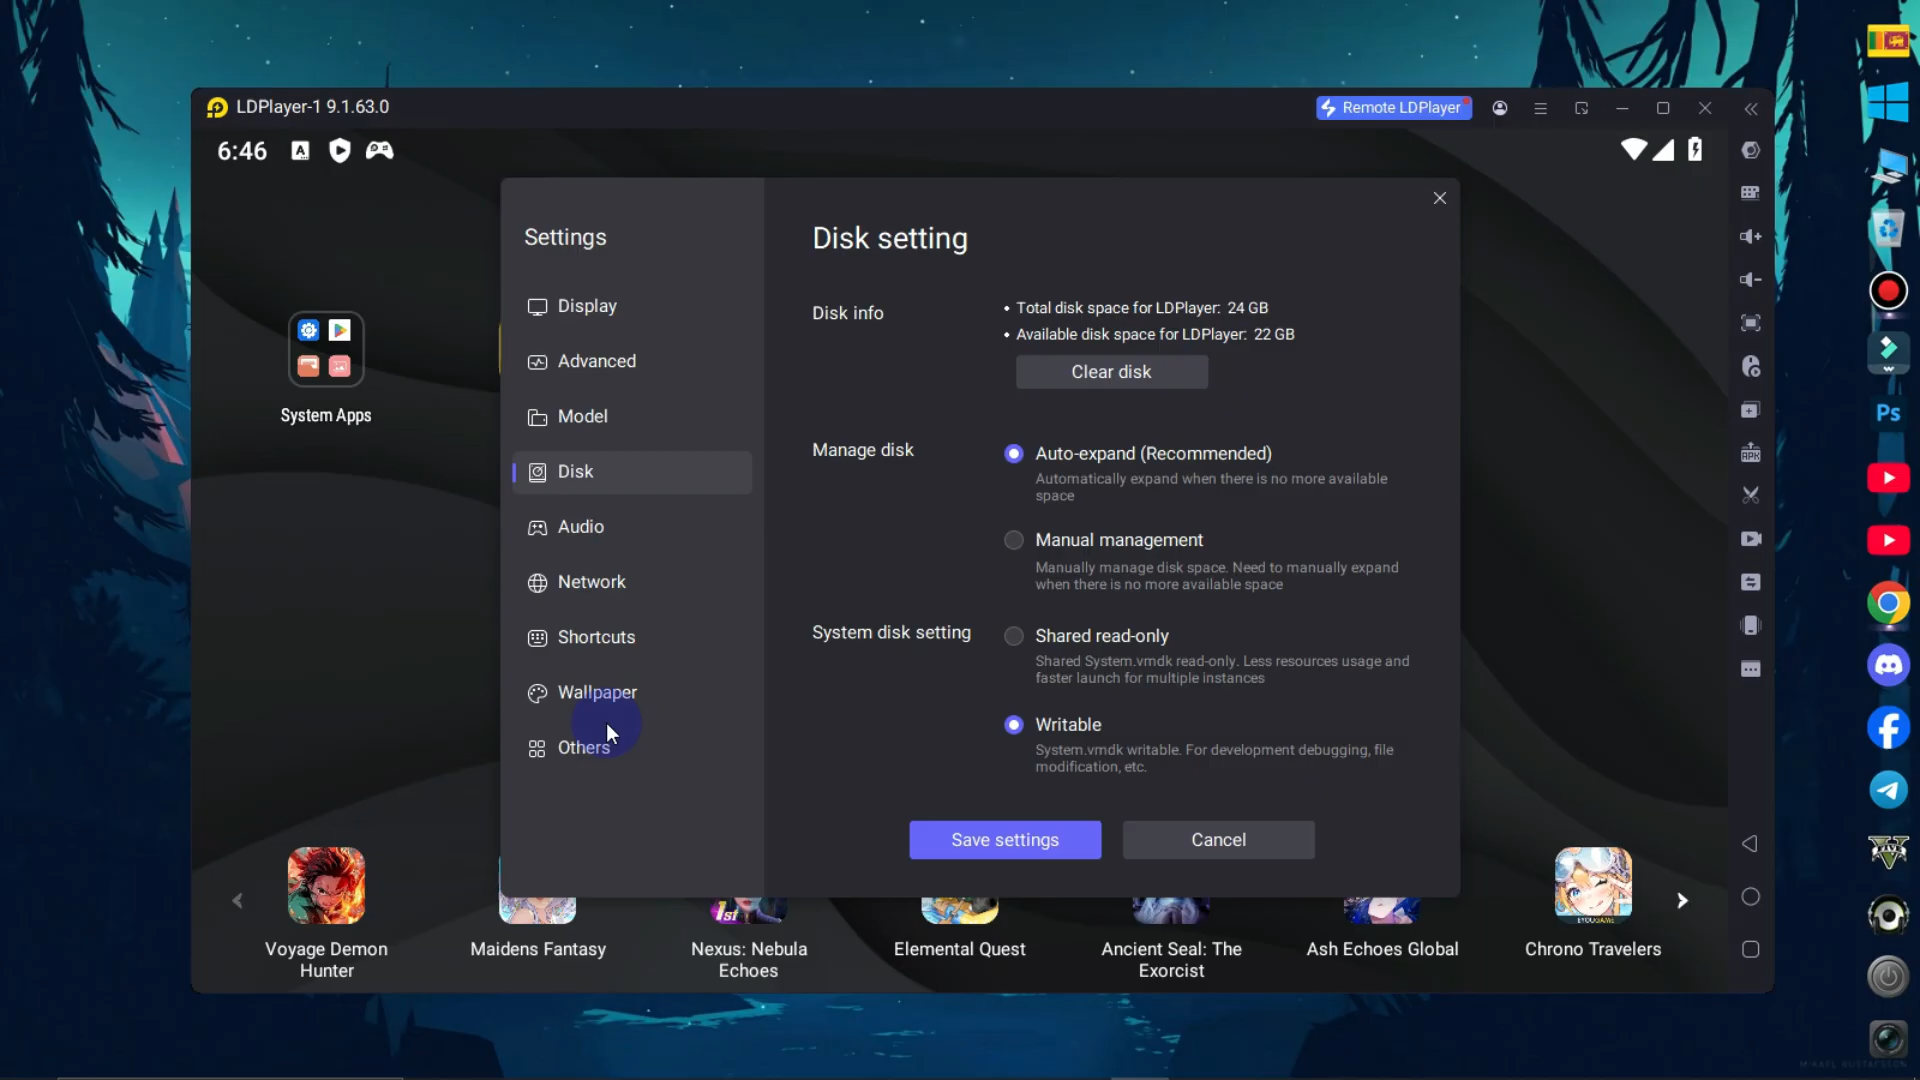 LDPlayer-1 9.1.63.0
Remote LDPlayer
6:46
A
System Apps
Settings
Display
Advanced
Model
Disk
Audio
Network
Shortcuts
Wallpaper
Others
Disk setting
Disk info
• Total disk space for LDPlayer: 24 GB
• Available disk space for LDPlayer: 22 GB
Clear disk
Manage disk
Auto-expand (Recommended)
Automatically expand when there is no more available
space
Manual management
Manually manage disk space. Need to manually expand
when there is no more available space
System disk setting
Shared read-only
Shared System.vmdk read-only. Less resources usage and
faster launch for multiple instances
Writable
System.vmdk writable. For development debugging, file
modification, etc.
Save settings
Cancel
1st
EYOUGAME
Voyage Demon
Hunter
Maidens Fantasy
Nexus: Nebula
Echoes
Elemental Quest
Ancient Seal: The
Exorcist
Ash Echoes Global
Chrono Travelers
APK
Ps
FIVE
MIKAEL GUSTAFSSON